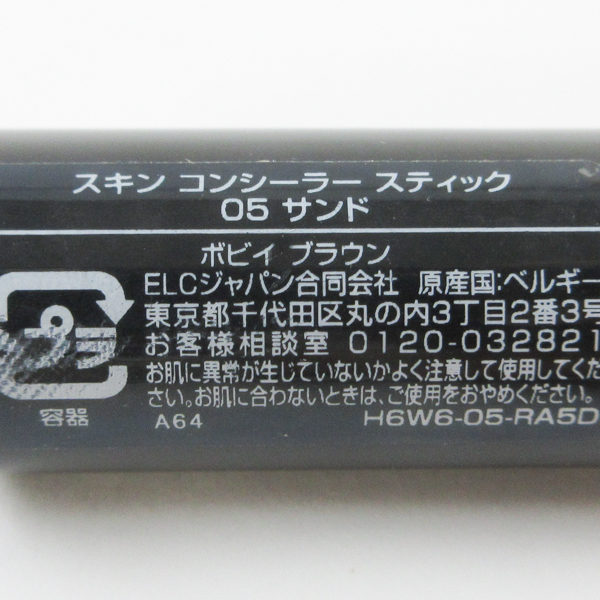 スキン コンシーラー スティック
05 サンド
ボビイ ブラウン
ELCジャパン合同会社 原産国:ベルギー
東京都千代田区丸の内3丁目2番3号
お客様相談室 0120-032821
お肌に異常が生じていないかよく注意して使用してくだ
さい。お肌に合わないときは、ご使用をおやめください。
容器
A64
H6W6-05-RA5D